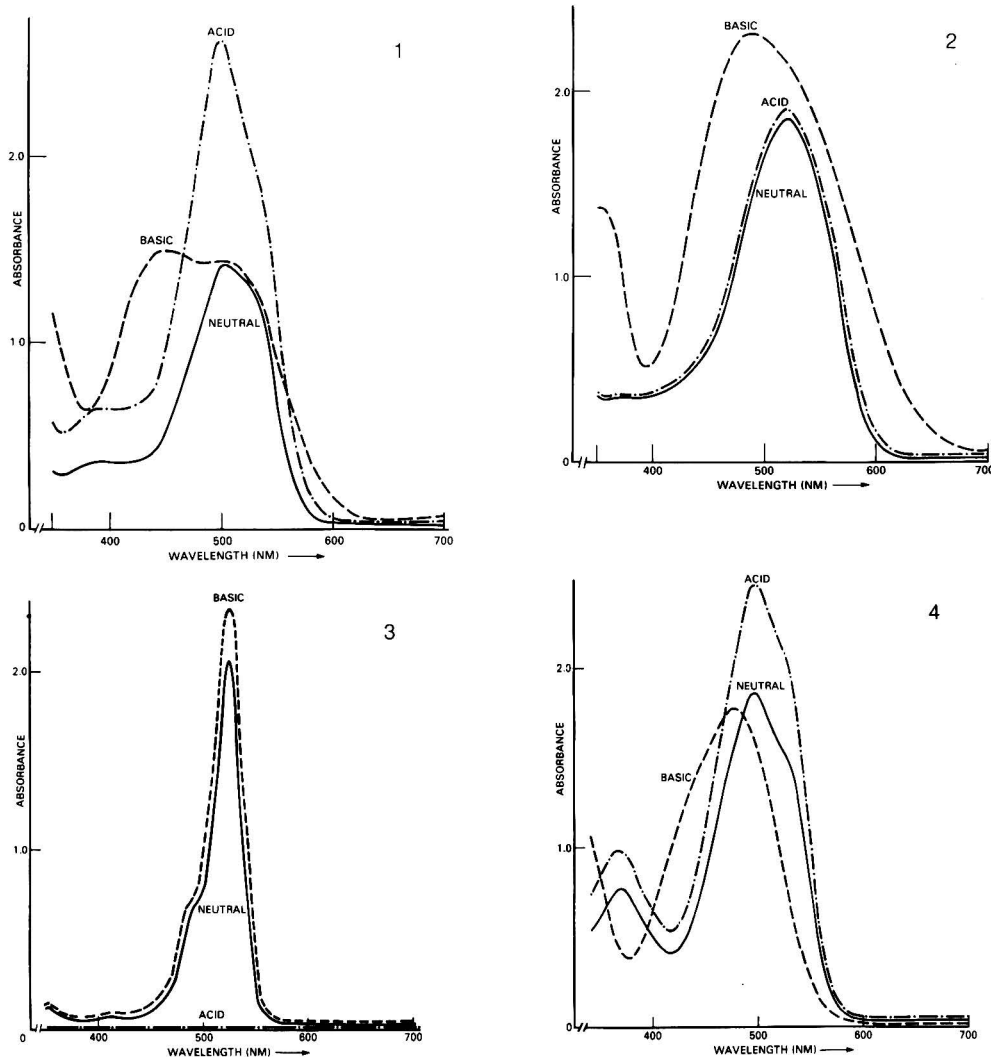 ACID
1
2.0
ABSORBANCE
BASIC
1.0
NEUTRAL
0
400
500
600
700
WAVELENGTH (NM)
BASIC
2
2.0
ACID
ABSORBANCE
NEUTRAL
1.0
0
400
500
600
700
WAVELENGTH (NM)
BASIC
3
2.0
ABSORBANCE
1.0
NEUTRAL
ACID
0
400
500
600
700
WAVELENGTH (NM)
ACID
4
2.0
NEUTRAL
ABSORBANCE
BASIC
1.0
0
400
500
600
700
WAVELENGTH (NM)